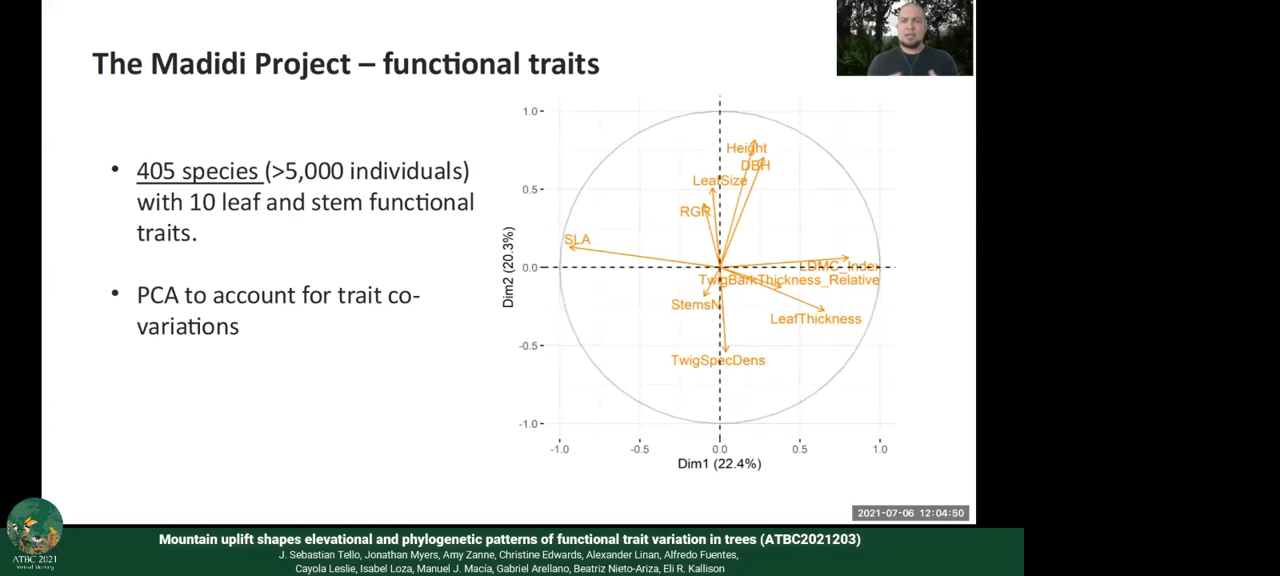 The Madidi Project – functional traits
• 405 species (>5,000 individuals)
with 10 leaf and stem functional
traits.
• PCA to account for trait co-
variations
1.0
0.5
0.0
-0.5
-1.0
Dim2 (20.3%)
Height
DBH
LeafSize
RGR
SLA
LDMC_Index
TwigBarkThickness_Relative
StemsN
LeafThickness
TwigSpecDens
-1.0 -0.5 0.0 0.5 1.0
Dim1 (22.4%)
2021-07-06 12:04:50
ATBC 2021
Virtual Meeting
Mountain uplift shapes elevational and phylogenetic patterns of functional trait variation in trees (ATBC2021203)
J. Sebastian Tello, Jonathan Myers, Amy Zanne, Christine Edwards, Alexander Linan, Alfredo Fuentes,
Cayola Leslie, Isabel Loza, Manuel J. Macía, Gabriel Arellano, Beatriz Nieto-Ariza, Eli R. Kallison